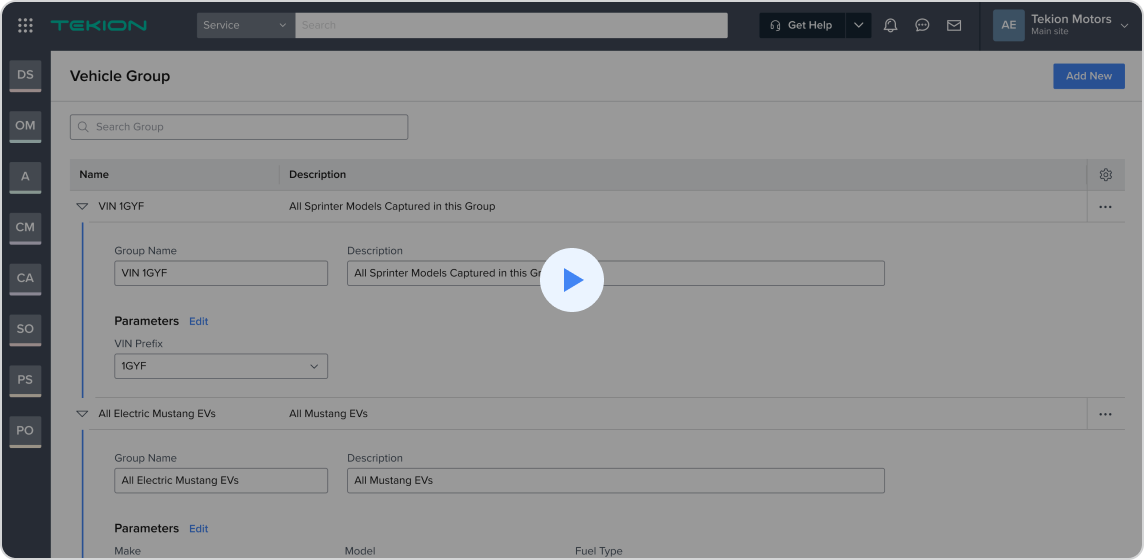 TEKION Service Search Get Help AE Tekion Motors
Main site
DS
OM
A
CM
CA
SO
PS
PO
Vehicle Group Add New
Search Group
Name Description
VIN 1GYF All Sprinter Models Captured in this Group
Group Name Description
VIN 1GYF All Sprinter Models Captured in this Gr
Parameters Edit
VIN Prefix
1GYF
All Electric Mustang EVs All Mustang EVs
Group Name Description
All Electric Mustang EVs All Mustang EVs
Parameters Edit
Make Model Fuel Type